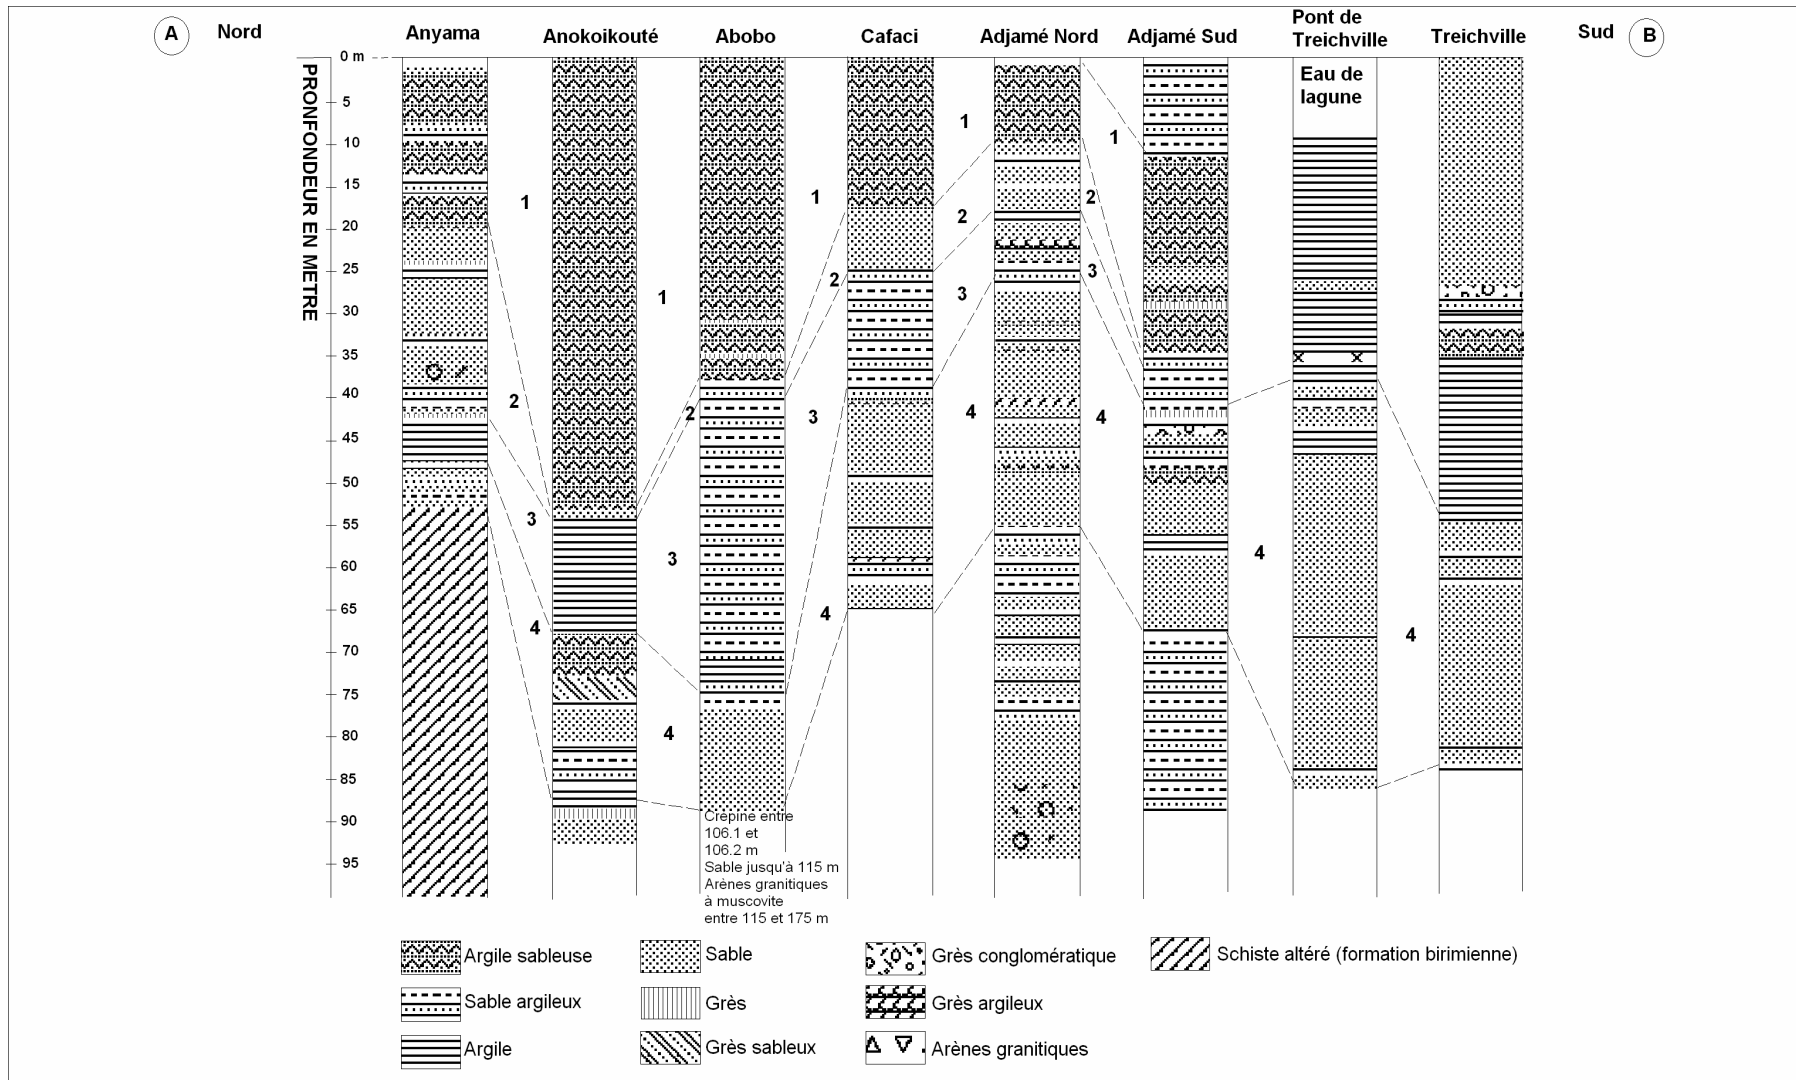 A
Nord
Anyama
Anokoikouté
Abobo
Cafaci
Adjamé Nord
Adjamé Sud
Pont de
Treichville
Treichville
Sud
B
PRONFONDEUR EN METRE
0 m
5
10
15
20
25
30
35
40
45
50
55
60
65
70
75
80
85
90
95
Eau de
lagune
1
1
1
1
1
2
2
2
2
2
3
3
3
3
3
4
4
4
4
4
4
4
Crépine entre
106.1 et
106.2 m
Sable jusqu'à 115 m
Arènes granitiques
à muscovite
entre 115 et 175 m
Argile sableuse
Sable
Grès conglomératique
Schiste altéré (formation birimienne)
Sable argileux
Grès
Grès argileux
Argile
Grès sableux
Arènes granitiques